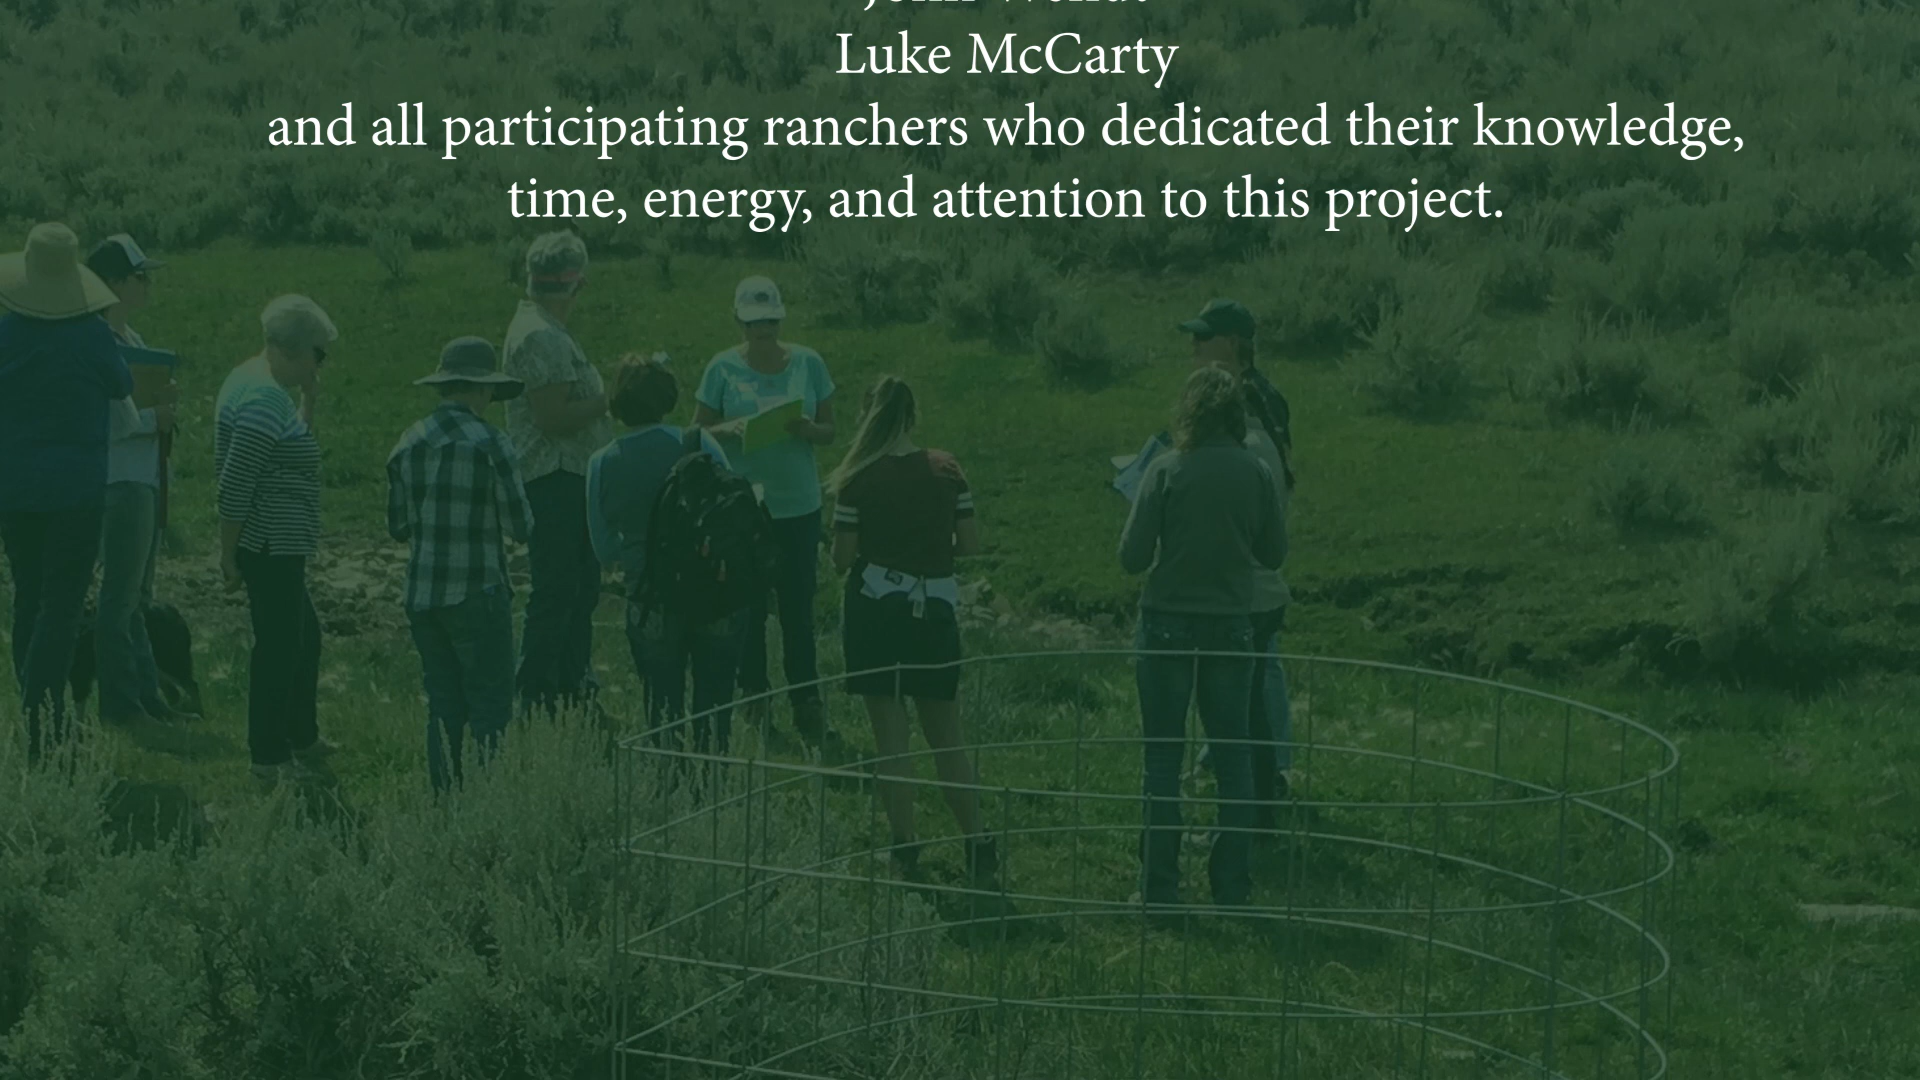 Luke McCarty
and all participating ranchers who dedicated their knowledge,
time, energy, and attention to this project.